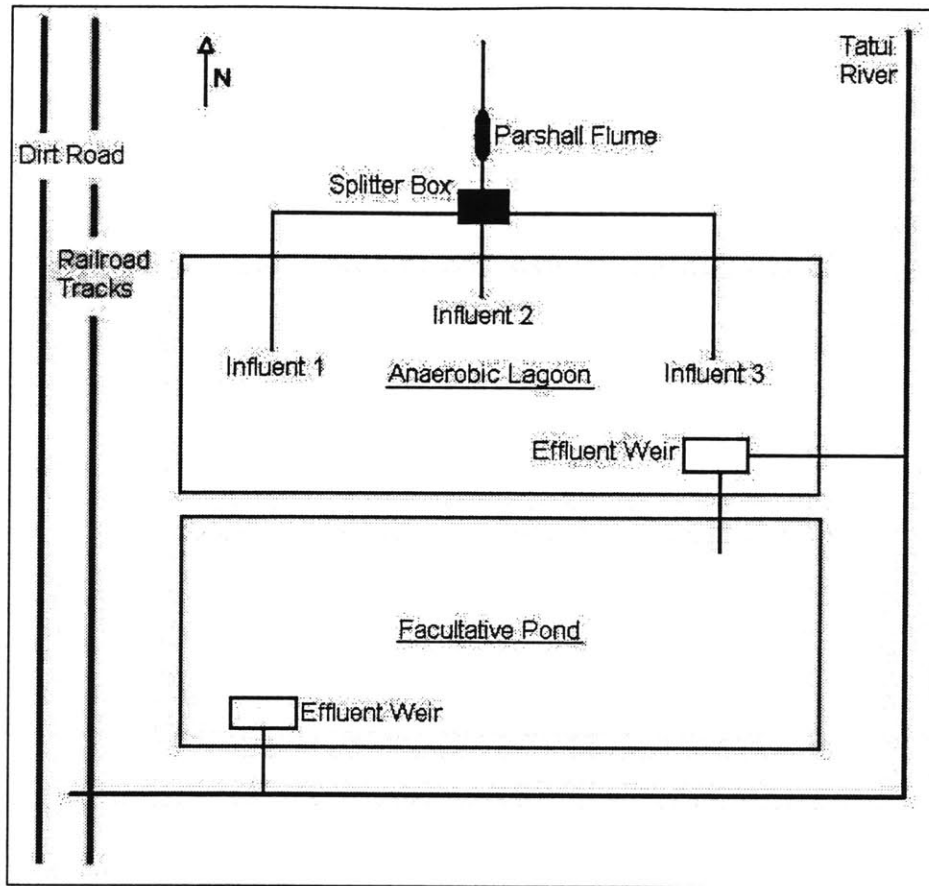 N
Tatui
River
Parshall Flume
Dirt Road
Splitter Box
Railroad
Tracks
Influent 2
Influent 1
Anaerobic Lagoon
Influent 3
Effluent Weir
Facultative Pond
Effluent Weir